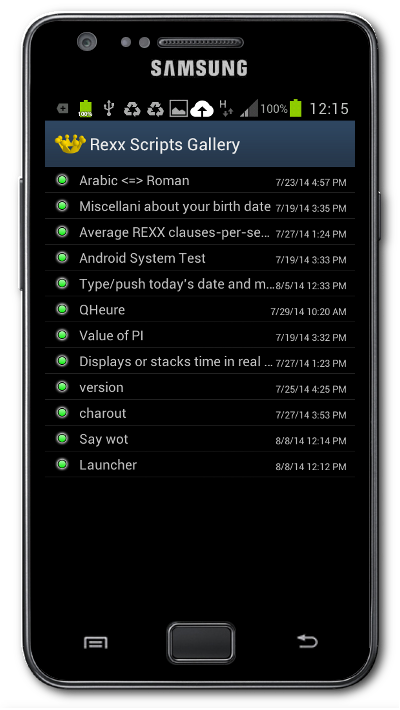 SAMSUNG
100% H 100% 12:15
Rexx Scripts Gallery
Arabic <=> Roman 7/23/14 4:57 PM
Miscellani about your birth date 7/19/14 3:35 PM
Average REXX clauses-per-se... 7/27/14 1:24 PM
Android System Test 7/19/14 3:33 PM
Type/push today's date and m... 8/5/14 12:33 PM
QHeure 7/29/14 10:20 AM
Value of PI 7/19/14 3:32 PM
Displays or stacks time in real ... 7/27/14 1:23 PM
version 7/25/14 4:25 PM
charout 7/27/14 3:53 PM
Say wot 8/8/14 12:14 PM
Launcher 8/8/14 12:12 PM